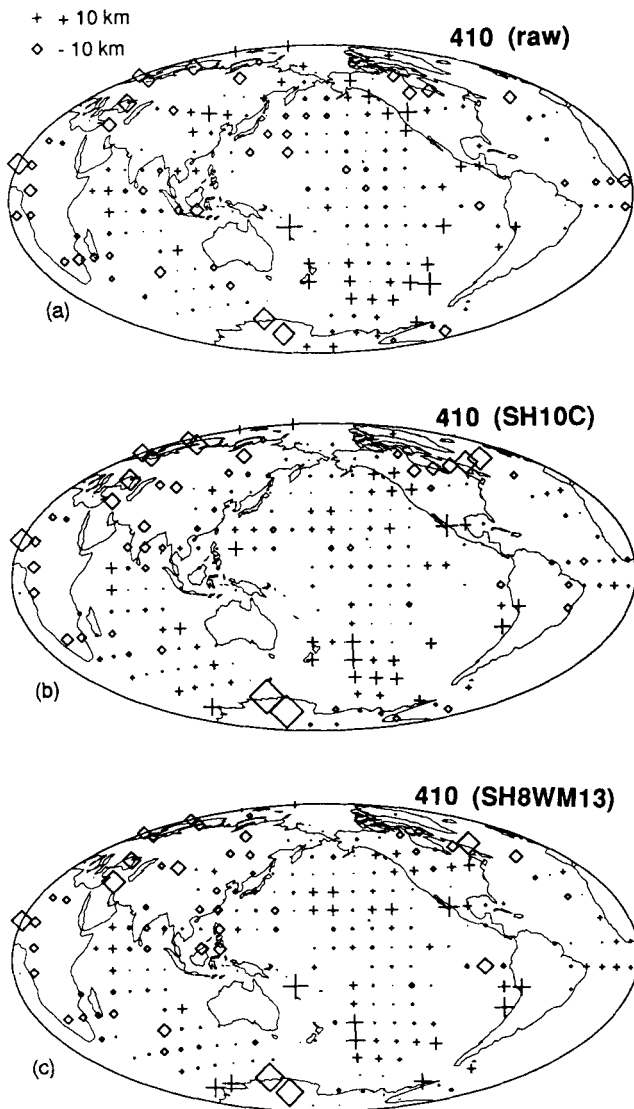 + + 10 km
◇ - 10 km
410 (raw)
(a)
410 (SH10C)
(b)
410 (SH8WM13)
(c)